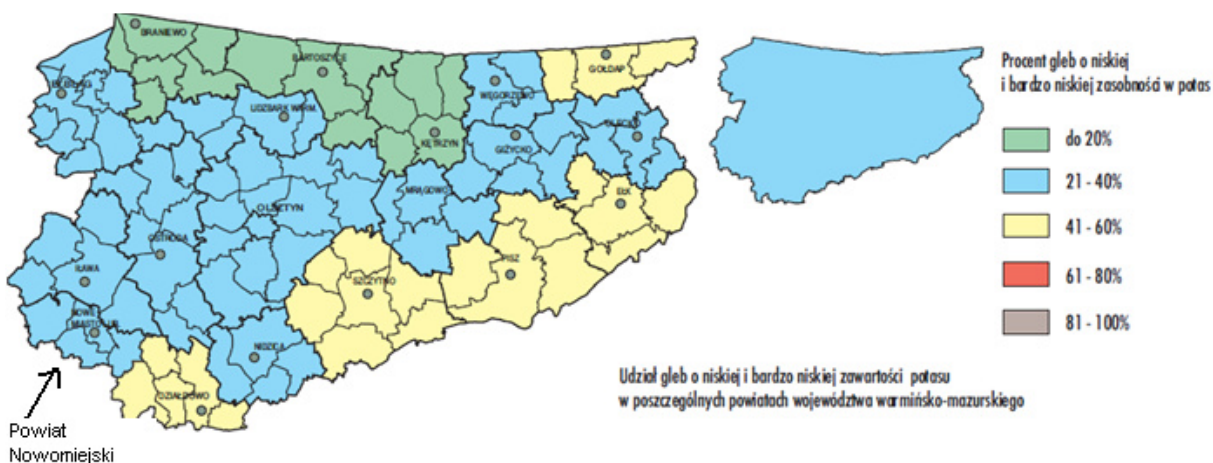 BRANIEWO
BARTOSZYCE
GOŁDAP
ELBLĄG
WĘGORZEWO
LIDZBARK WARM.
OLECKO
KĘTRZYN
GIŻYCKO
MRĄGOWO
EŁK
OLSZTYN
OSTRÓDA
PISZ
IŁAWA
SZCZYTNO
NOWE
MIASTO LUB.
NIDZICA
DZIAŁDOWO
Powiat
Nowomiejski
Procent gleb o niskiej
i bardzo niskiej zasobności w potas
do 20%
21 - 40%
41 - 60%
61 - 80%
81 - 100%
Udział gleb o niskiej i bardzo niskiej zawartości potasu
w poszczególnych powiatach województwa warmińsko-mazurskiego